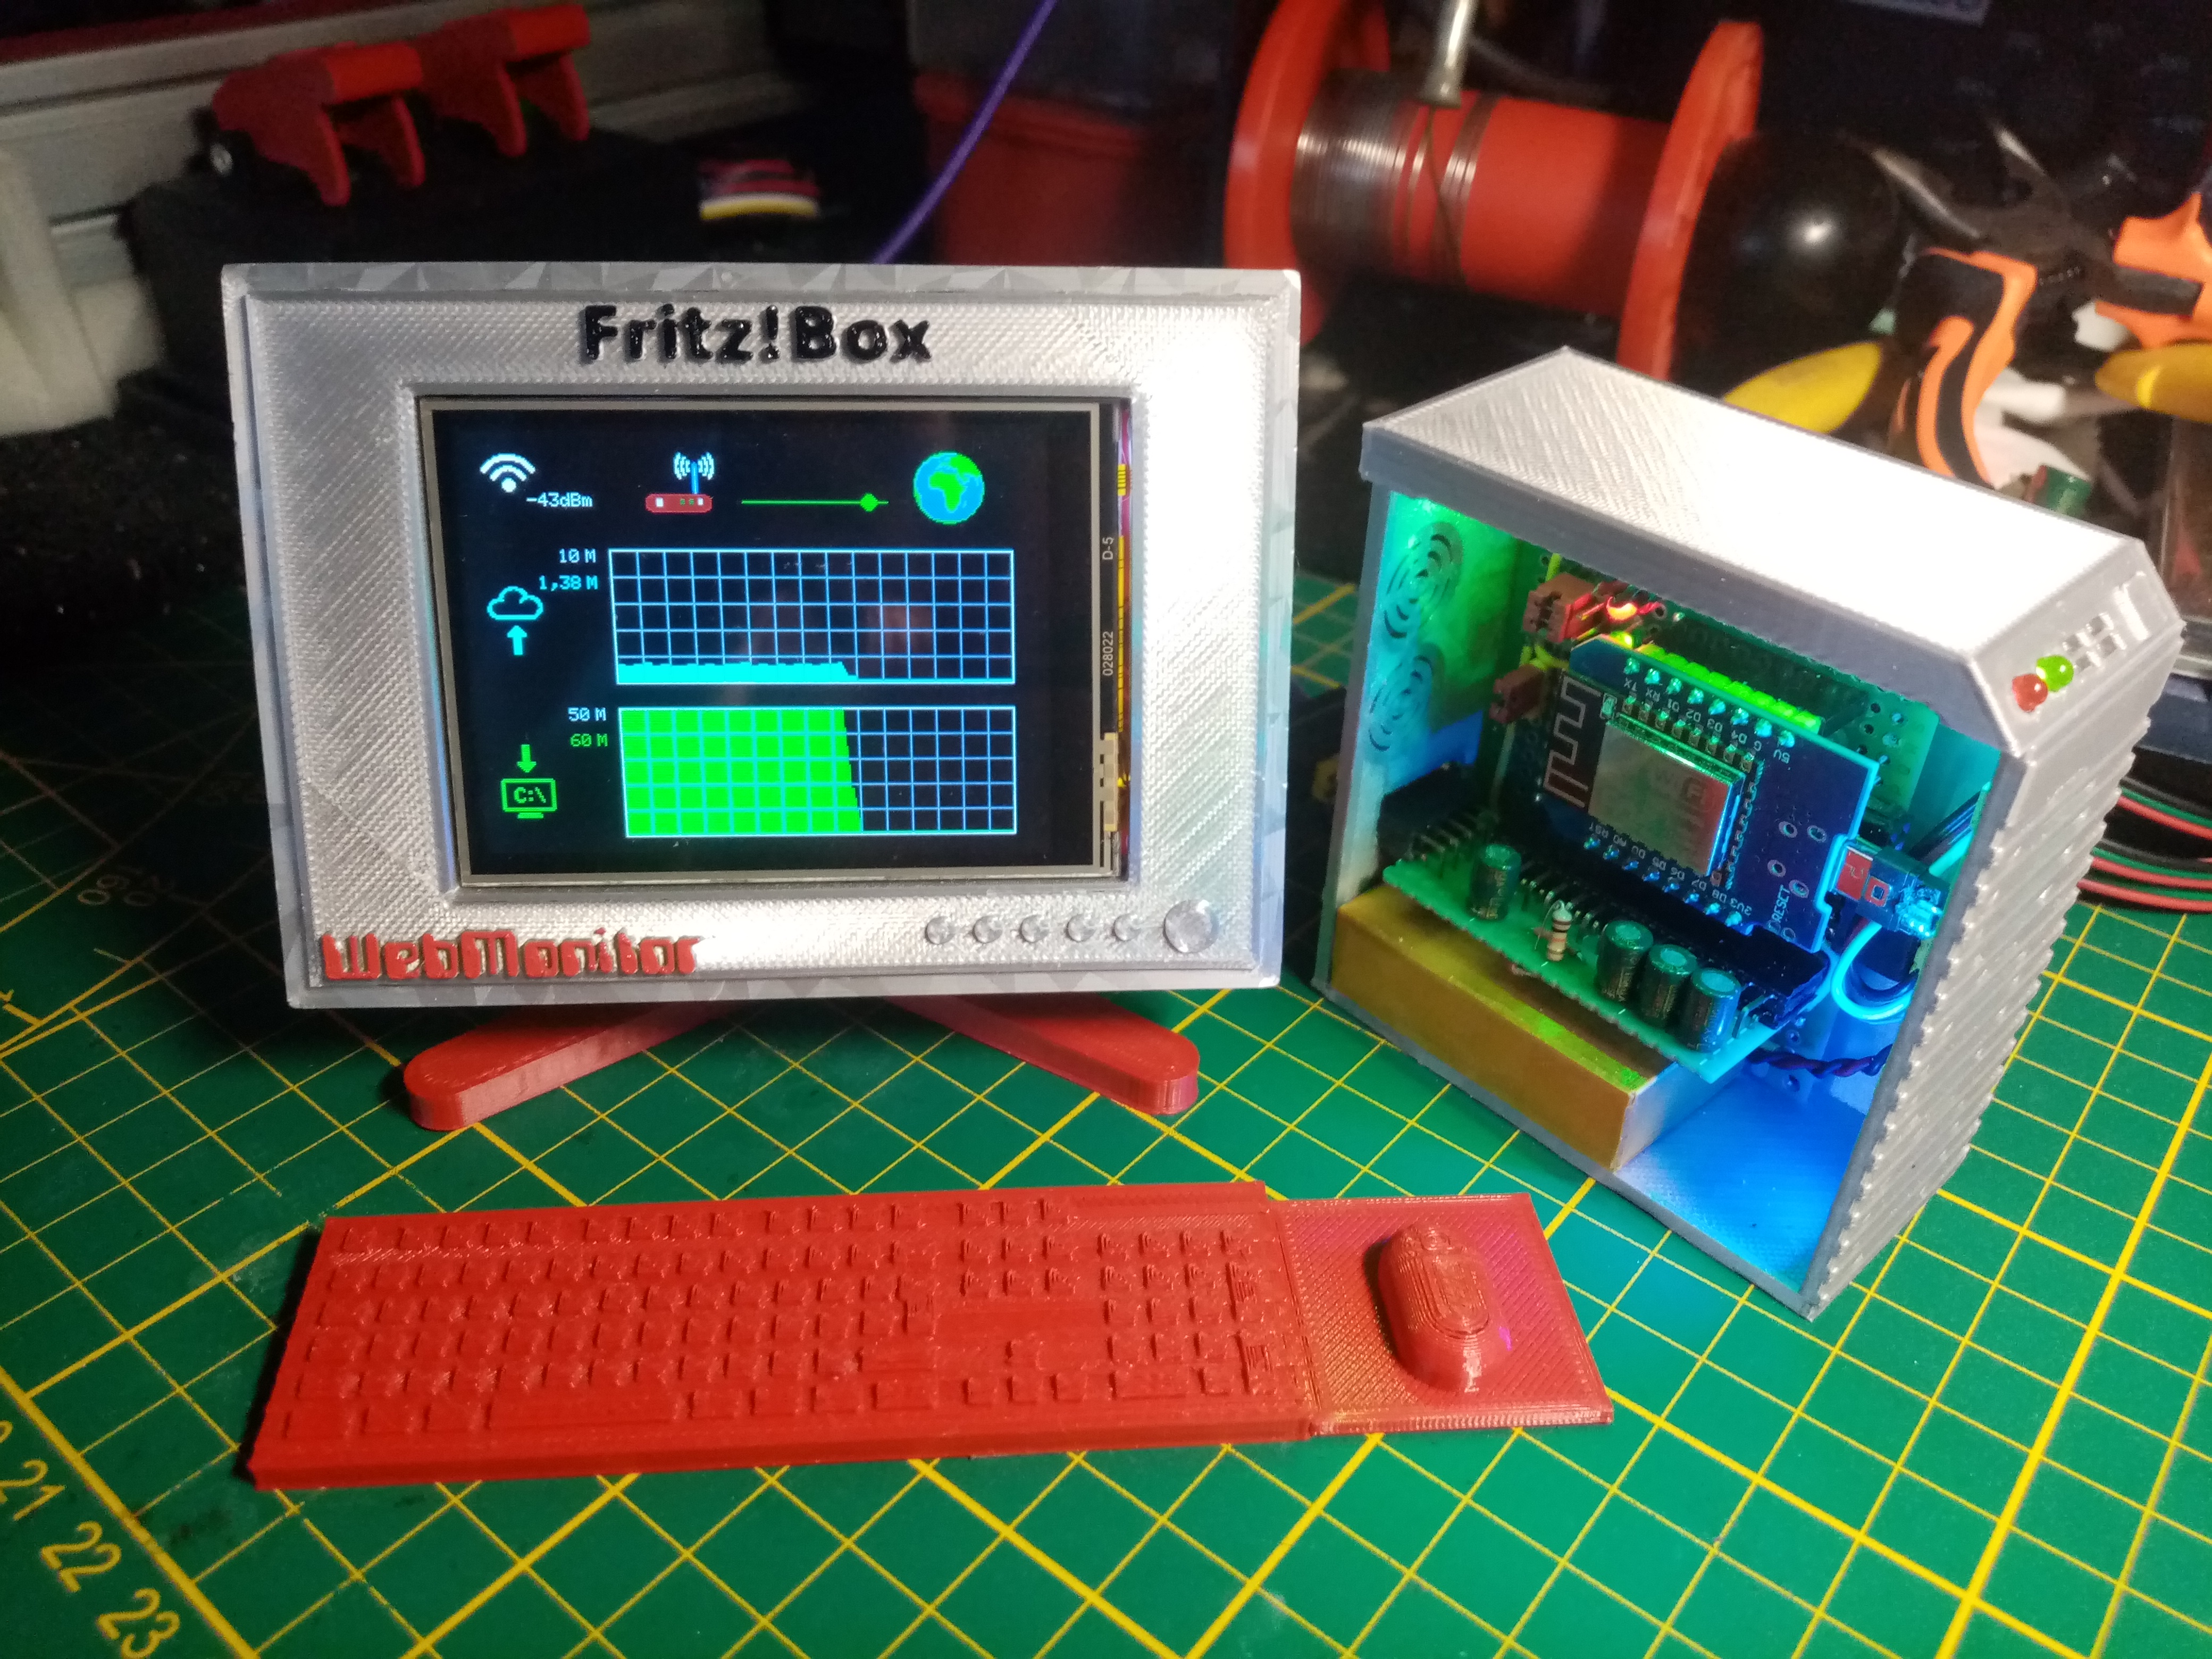 Fritz!Box
-43dBm
10 M
1,38 M
50 M
60 M
C:\
D-5
028022
WebMonitor
TX RX D1 D2 D3 D4 G 5V
RST A0 D0 D5 D6 D7 D8 3V3
RESET
21 22 23